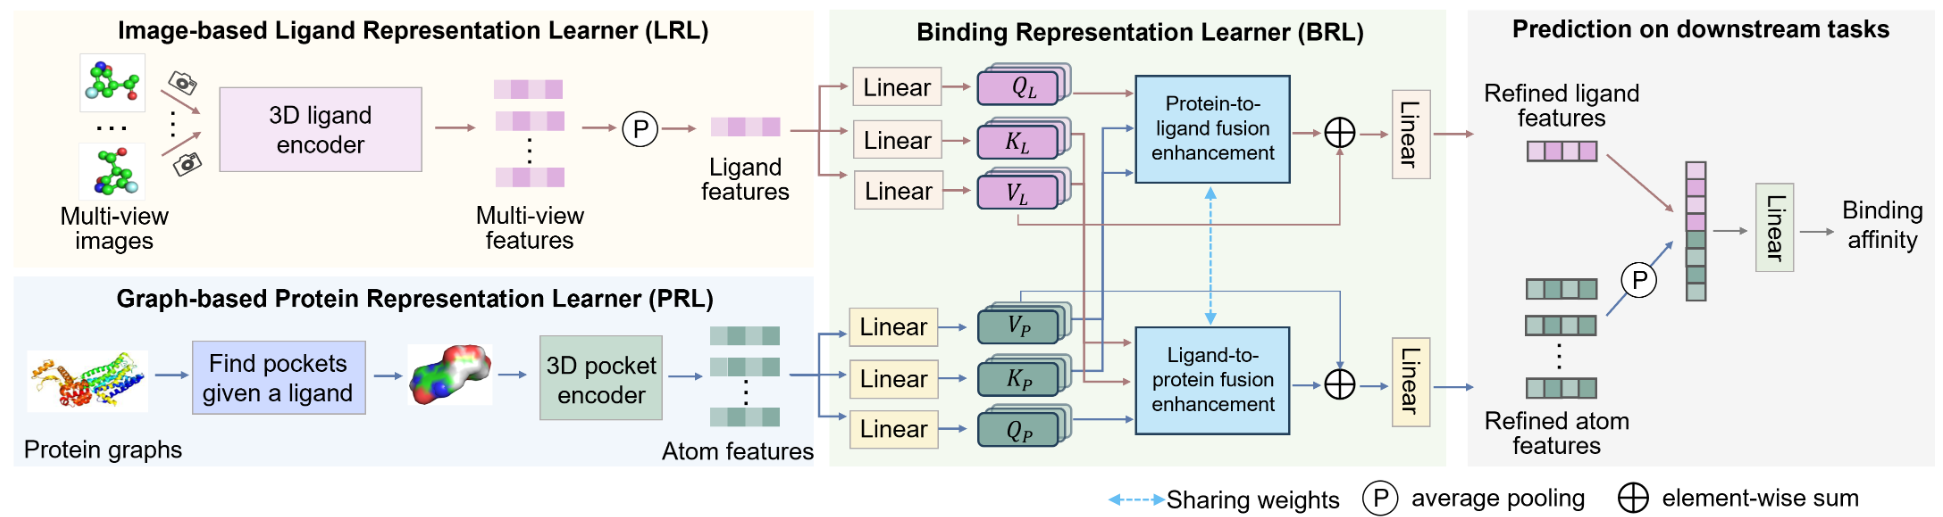 Image-based Ligand Representation Learner (LRL)
3D ligand
encoder
P
Multi-view
images
Multi-view
features
Ligand
features
Graph-based Protein Representation Learner (PRL)
Find pockets
given a ligand
3D pocket
encoder
Protein graphs
Atom features
Binding Representation Learner (BRL)
Linear
Q_L
Linear
K_L
Linear
V_L
Protein-to-
ligand fusion
enhancement
Linear
Linear
V_P
Linear
K_P
Linear
Q_P
Ligand-to-
protein fusion
enhancement
Linear
Prediction on downstream tasks
Refined ligand
features
P
Refined atom
features
Linear
Binding
affinity
Sharing weights
P average pooling
element-wise sum